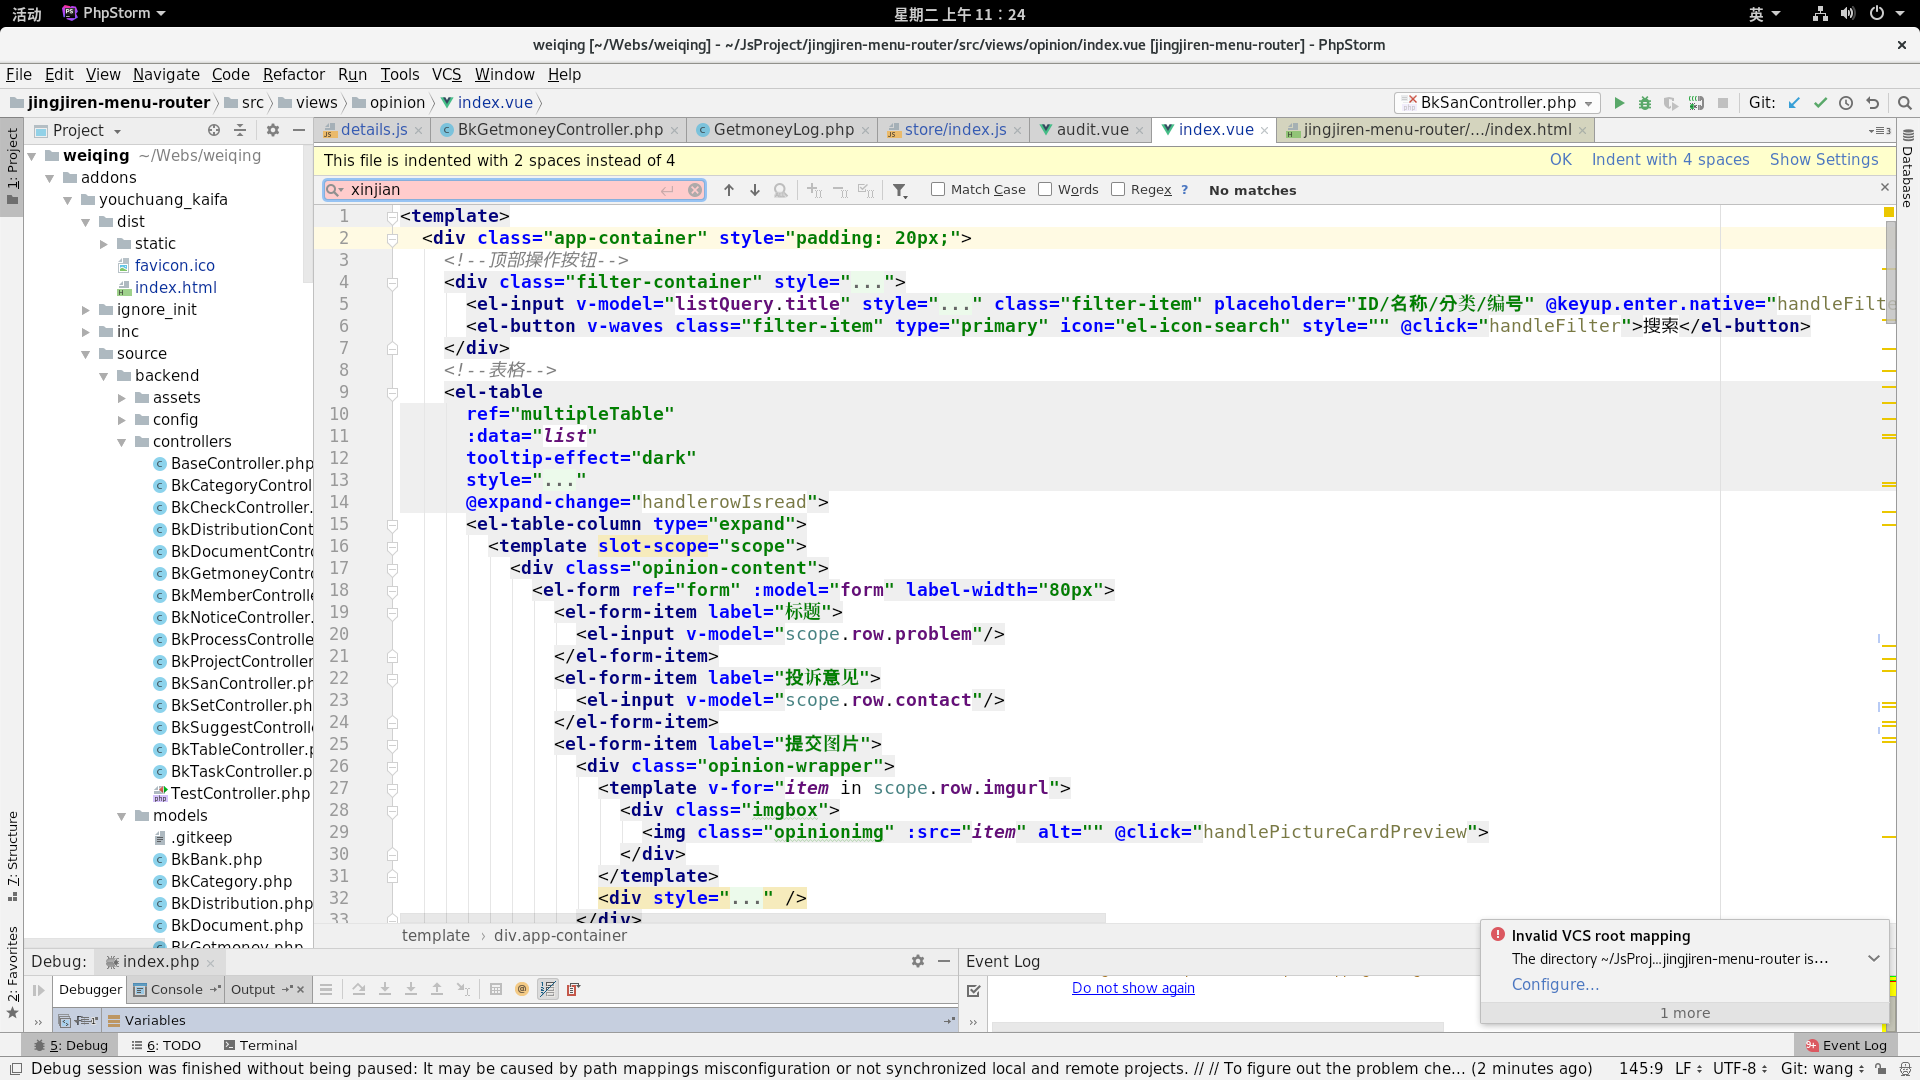 活动 PhpStorm 星期二 上午 11：24 英
weiqing [~/Webs/weiqing] - ~/JsProject/jingjiren-menu-router/src/views/opinion/index.vue [jingjiren-menu-router] - PhpStorm
File Edit View Navigate Code Refactor Run Tools VCS Window Help
jingjiren-menu-router src views opinion index.vue BkSanController.php Git:
Project details.js BkGetmoneyController.php GetmoneyLog.php store/index.js audit.vue index.vue jingjiren-menu-router/.../index.html
1: Project
7: Structure
2: Favorites
Database
weiqing ~/Webs/weiqing
addons
youchuang_kaifa
dist
static
favicon.ico
index.html
ignore_init
inc
source
backend
assets
config
controllers
BaseController.php
BkCategoryControl
BkCheckController.
BkDistributionCont
BkDocumentContro
BkGetmoneyContro
BkMemberControlle
BkNoticeController.
BkProcessControlle
BkProjectController
BkSanController.ph
BkSetController.ph
BkSuggestControlle
BkTableController.p
BkTaskController.p
TestController.php
models
.gitkeep
BkBank.php
BkCategory.php
BkDistribution.php
BkDocument.php
BkGetmoney.php
This file is indented with 2 spaces instead of 4 OK Indent with 4 spaces Show Settings
xinjian Match Case Words Regex ? No matches
1 <template>
2 <div class="app-container" style="padding: 20px;">
3 <!--顶部操作按钮-->
4 <div class="filter-container" style="...">
5 <el-input v-model="listQuery.title" style="..." class="filter-item" placeholder="ID/名称/分类/编号" @keyup.enter.native="handleFilte
6 <el-button v-waves class="filter-item" type="primary" icon="el-icon-search" style="" @click="handleFilter">搜索</el-button>
7 </div>
8 <!--表格-->
9 <el-table
10 ref="multipleTable"
11 :data="list"
12 tooltip-effect="dark"
13 style="..."
14 @expand-change="handlerowIsread">
15 <el-table-column type="expand">
16 <template slot-scope="scope">
17 <div class="opinion-content">
18 <el-form ref="form" :model="form" label-width="80px">
19 <el-form-item label="标题">
20 <el-input v-model="scope.row.problem"/>
21 </el-form-item>
22 <el-form-item label="投诉意见">
23 <el-input v-model="scope.row.contact"/>
24 </el-form-item>
25 <el-form-item label="提交图片">
26 <div class="opinion-wrapper">
27 <template v-for="item in scope.row.imgurl">
28 <div class="imgbox">
29 <img class="opinionimg" :src="item" alt="" @click="handlePictureCardPreview">
30 </div>
31 </template>
32 <div style="..." />
33 </div>
template › div.app-container
Debug: index.php
Debugger Console Output
Variables
Event Log
Do not show again
Invalid VCS root mapping
The directory ~/JsProj...jingjiren-menu-router is...
Configure...
1 more
5: Debug 6: TODO Terminal Event Log
Debug session was finished without being paused: It may be caused by path mappings misconfiguration or not synchronized local and remote projects. // // To figure out the problem che... (2 minutes ago) 145:9 LF UTF-8 Git: wang